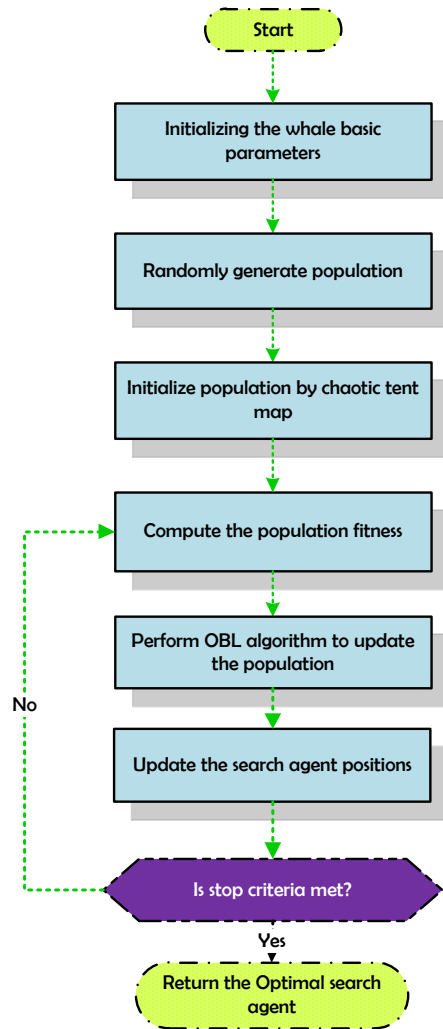 Start
Initializing the whale basic
parameters
Randomly generate population
Initialize population by chaotic tent
map
Compute the population fitness
Perform OBL algorithm to update
the population
No
Update the search agent positions
Is stop criteria met?
Yes
Return the Optimal search
agent